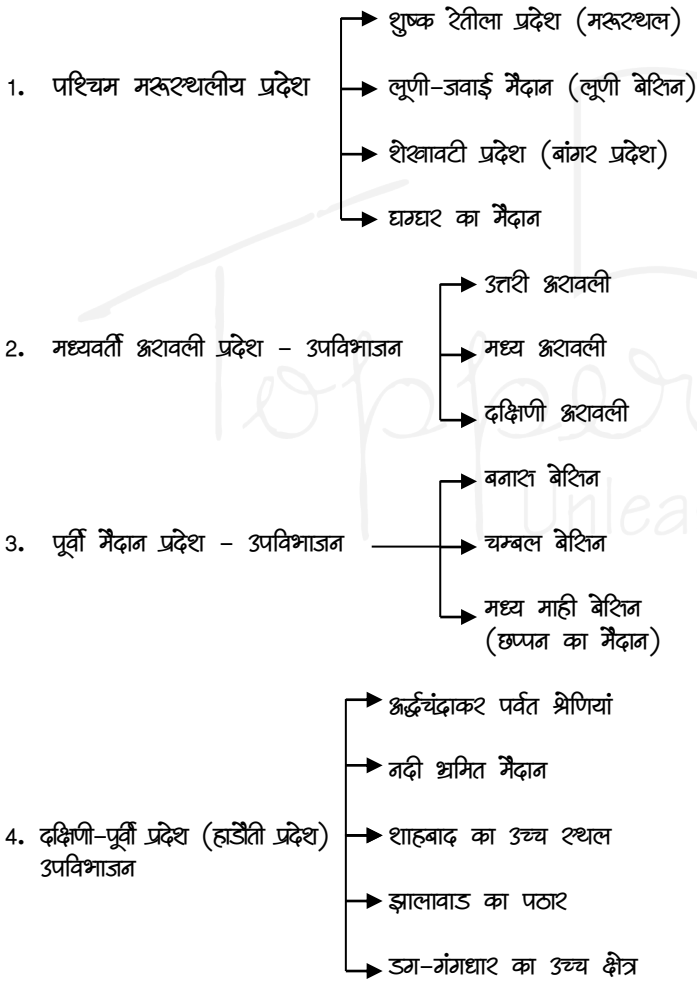 शुष्क रेतीला प्रदेश (मरूस्थल)
1. पश्चिम मरूस्थलीय प्रदेश
लूणी-जवाई मैदान (लूणी बेसिन)
शेखावटी प्रदेश (बांगर प्रदेश)
घग्घर का मैदान
उत्तरी अरावली
2. मध्यवर्ती अरावली प्रदेश - उपविभाजन
मध्य अरावली
दक्षिणी अरावली
बनास बेसिन
3. पूर्वी मैदान प्रदेश - उपविभाजन
चम्बल बेसिन
मध्य माही बेसिन
(छप्पन का मैदान)
अर्द्धचंद्राकर पर्वत श्रेणियां
नदी भ्रमित मैदान
4. दक्षिणी-पूर्वी प्रदेश (हाडौती प्रदेश)
उपविभाजन
शाहबाद का उच्च स्थल
झालावाड का पठार
डग-गंगधार का उच्च क्षेत्र
Topper
Unlea